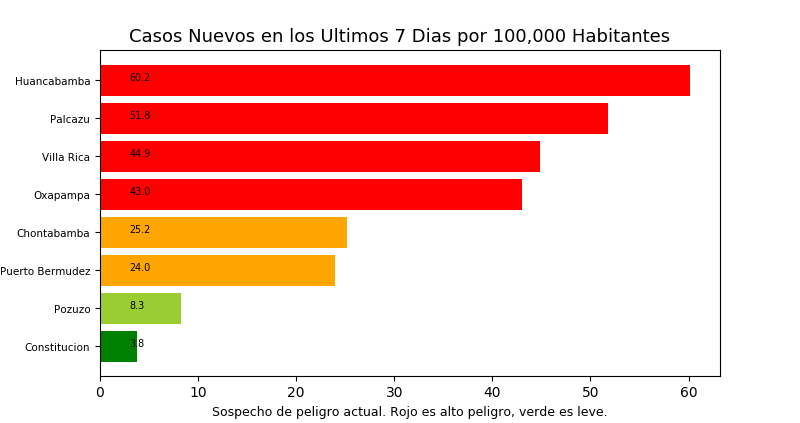 Casos Nuevos en los Ultimos 7 Dias por 100,000 Habitantes
Huancabamba 60.2
Palcazu 51.8
Villa Rica 44.9
Oxapampa 43.0
Chontabamba 25.2
Puerto Bermudez 24.0
Pozuzo 8.3
Constitucion 3.8
0 10 20 30 40 50 60
Sospecho de peligro actual. Rojo es alto peligro, verde es leve.